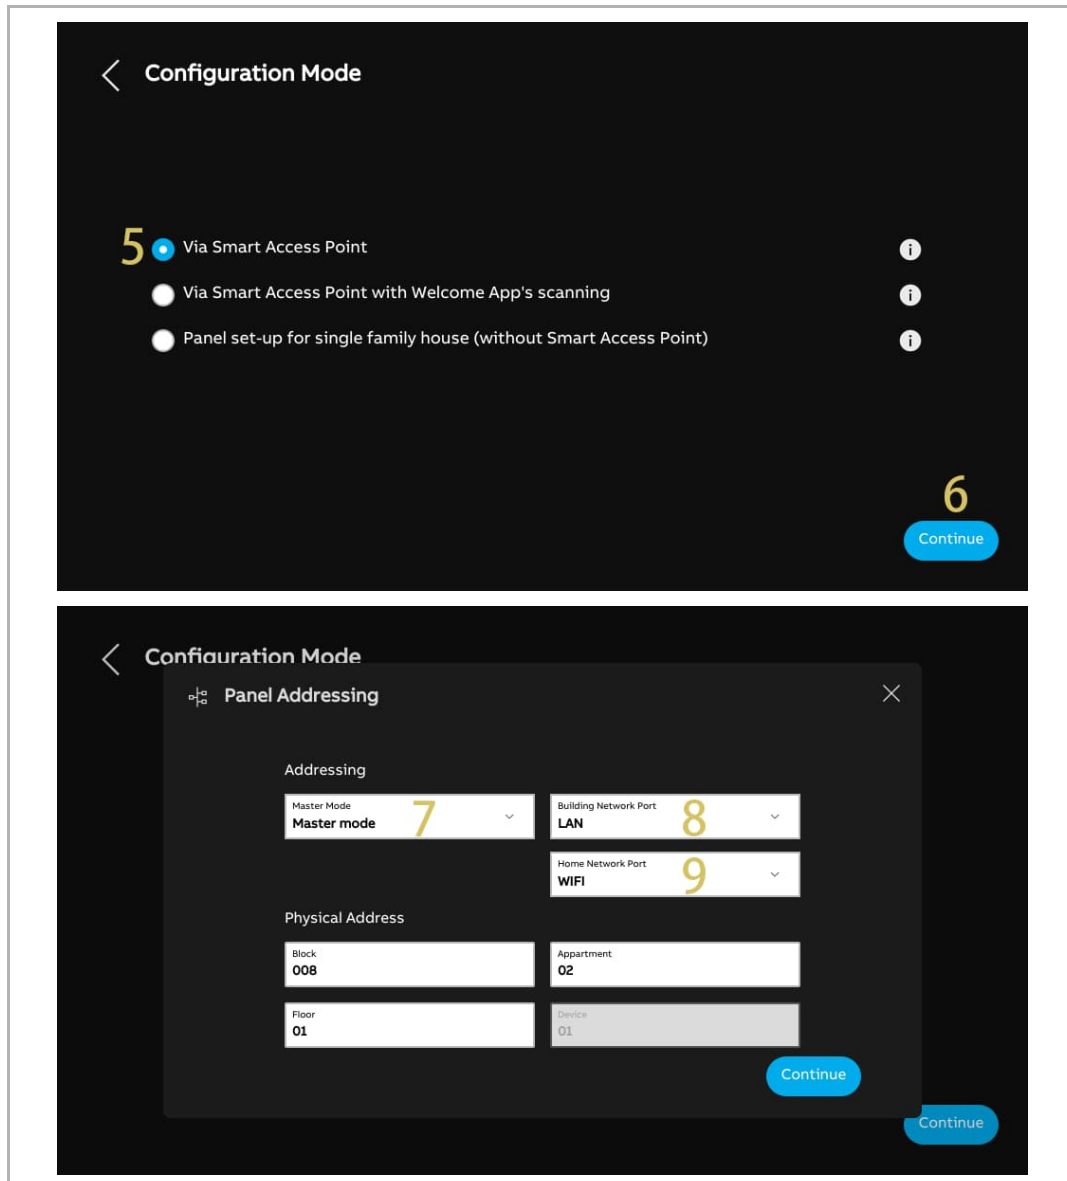 Configuration Mode
5 Via Smart Access Point i
Via Smart Access Point with Welcome App's scanning i
Panel set-up for single family house (without Smart Access Point) i
6
Continue
Configuration Mode
Panel Addressing
Addressing
Master Mode
Master mode 7
Building Network Port
LAN 8
Home Network Port
WIFI 9
Physical Address
Block
008
Appartment
02
Floor
01
Device
01
Continue
Continue